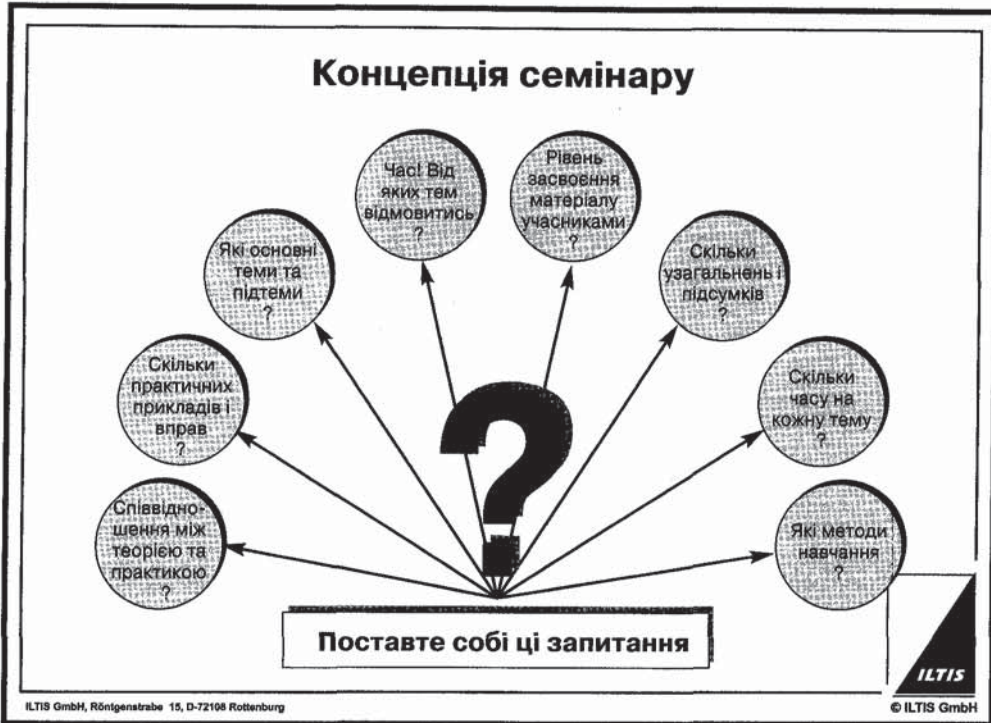 Концепція семінару
Час! Від
яких тем
відмовитись
?
Рівень
засвоєння
матеріалу
учасниками
?
Які основні
теми та
підтеми
?
Скільки
узагальнень і
підсумків
?
Скільки
практичних
прикладів і
вправ
?
Скільки
часу на
кожну тему
?
Співвідно-
шення між
теорією та
практикою
?
Які методи
навчання
?
?
Поставте собі ці запитання
ILTIS
ILTIS GmbH, Röntgenstrabe 15, D-72108 Rottenburg
© ILTIS GmbH